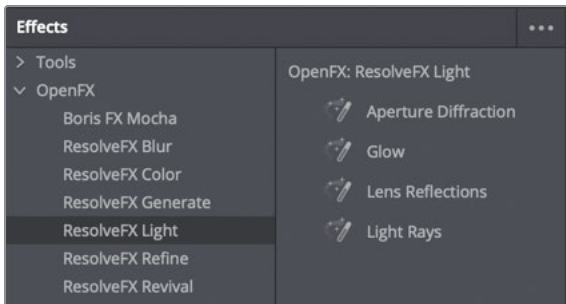 Effects
Tools
OpenFX
Boris FX Mocha
ResolveFX Blur
ResolveFX Color
ResolveFX Generate
ResolveFX Light
ResolveFX Refine
ResolveFX Revival
OpenFX: ResolveFX Light
Aperture Diffraction
Glow
Lens Reflections
Light Rays